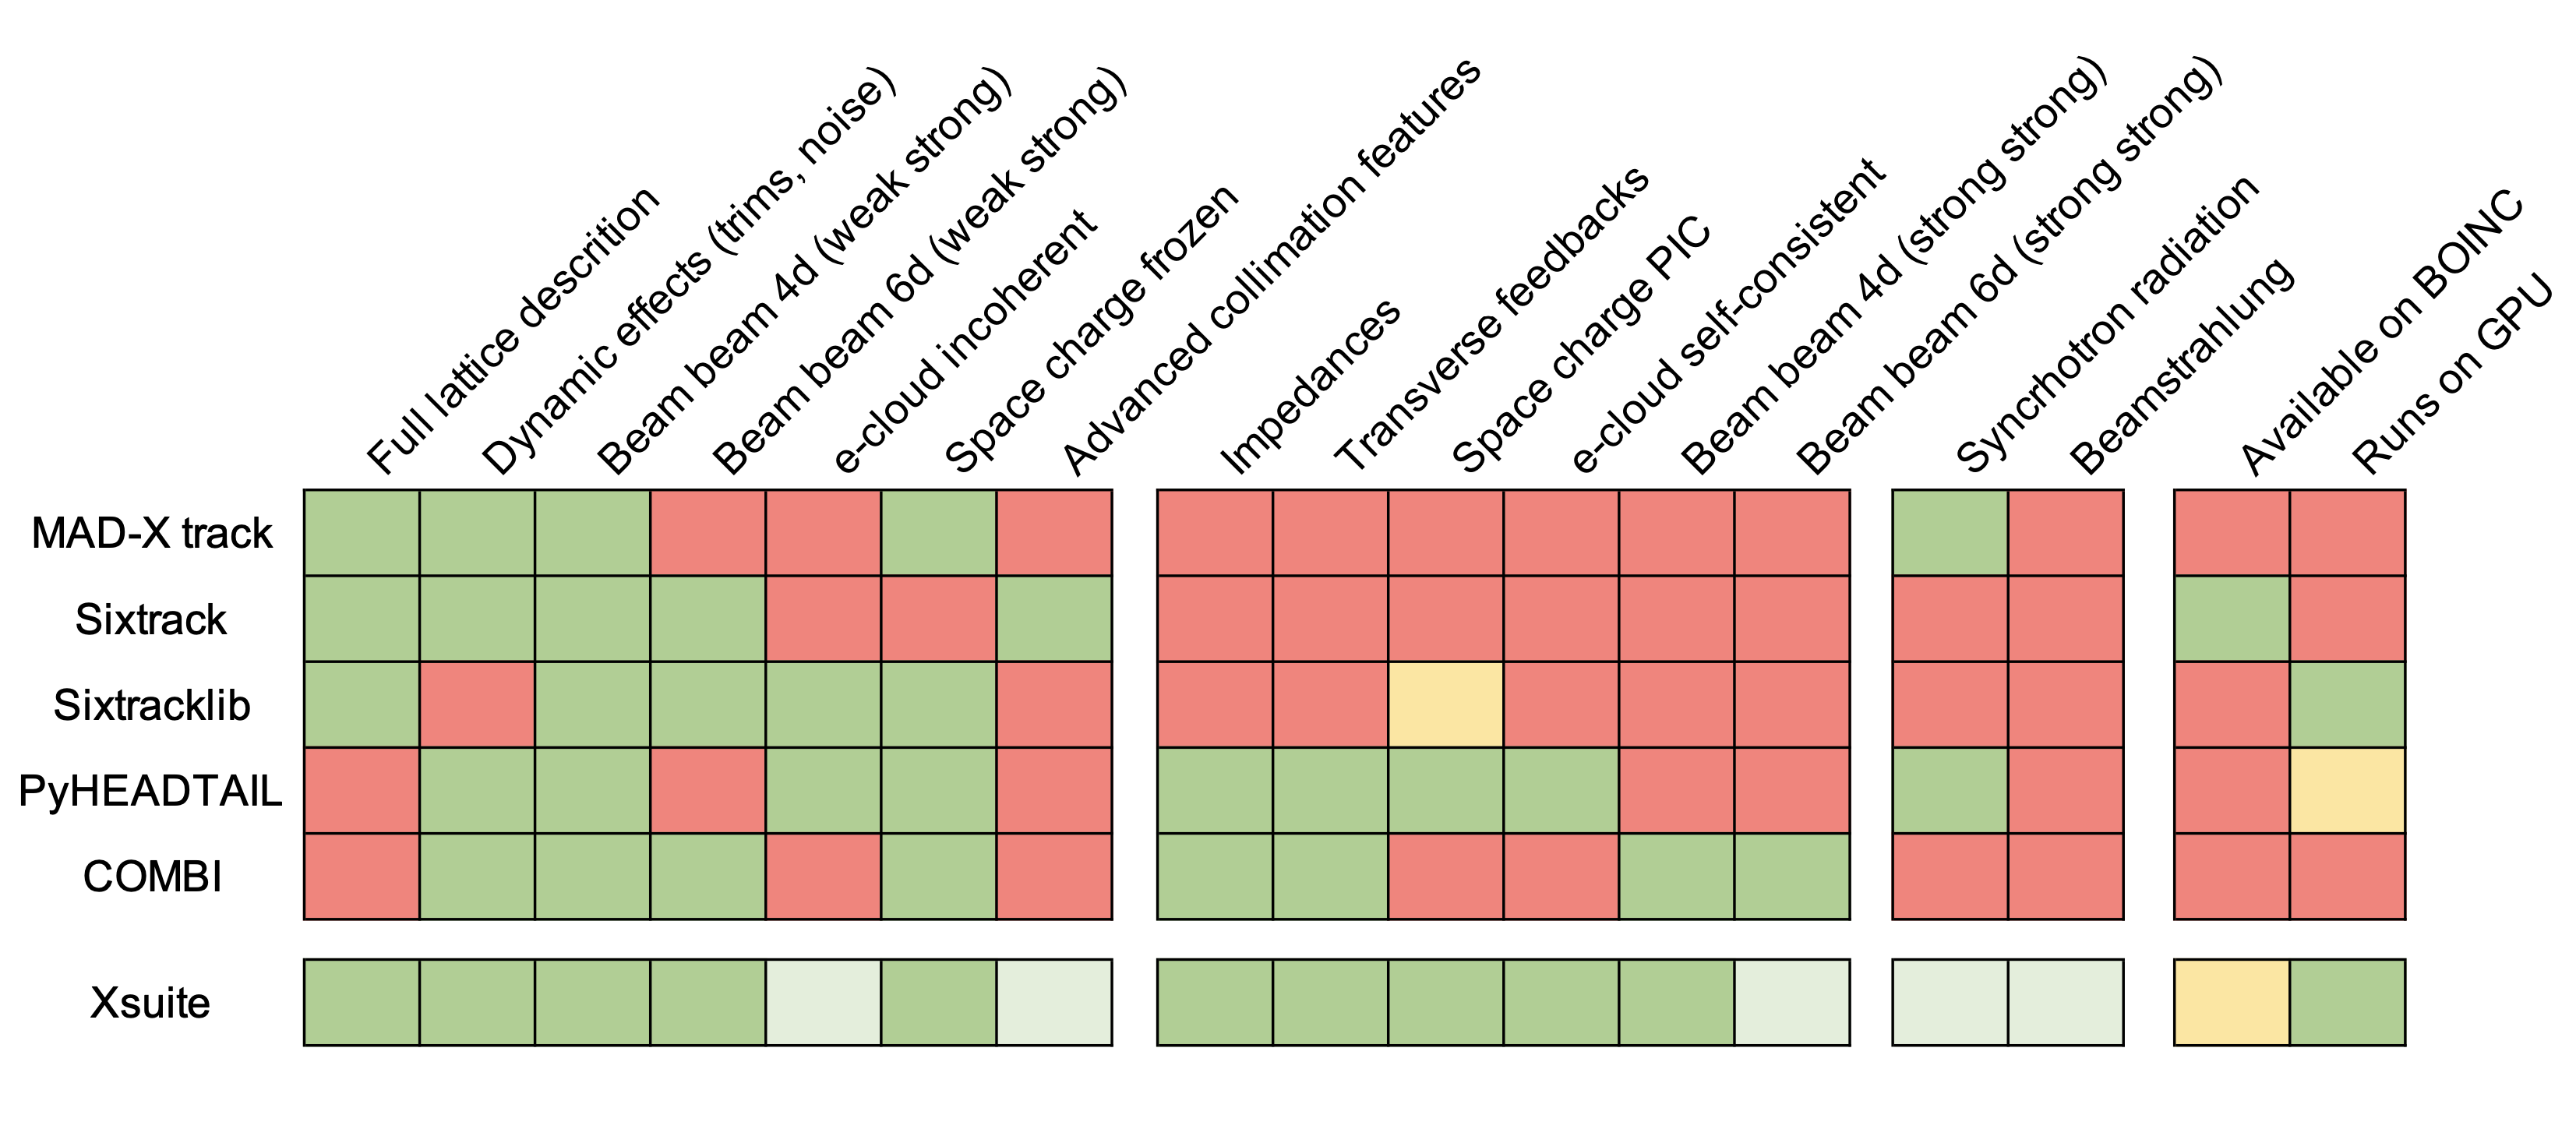 Full lattice descrition
Dynamic effects (trims, noise)
Beam beam 4d (weak strong)
Beam beam 6d (weak strong)
e-cloud incoherent
Space charge frozen
Advanced collimation features
Impedances
Transverse feedbacks
Space charge PIC
e-cloud self-consistent
Beam beam 4d (strong strong)
Beam beam 6d (strong strong)
Syncrhotron radiation
Beamstrahlung
Available on BOINC
Runs on GPU
MAD-X track
Sixtrack
Sixtracklib
PyHEADTAIL
COMBI
Xsuite